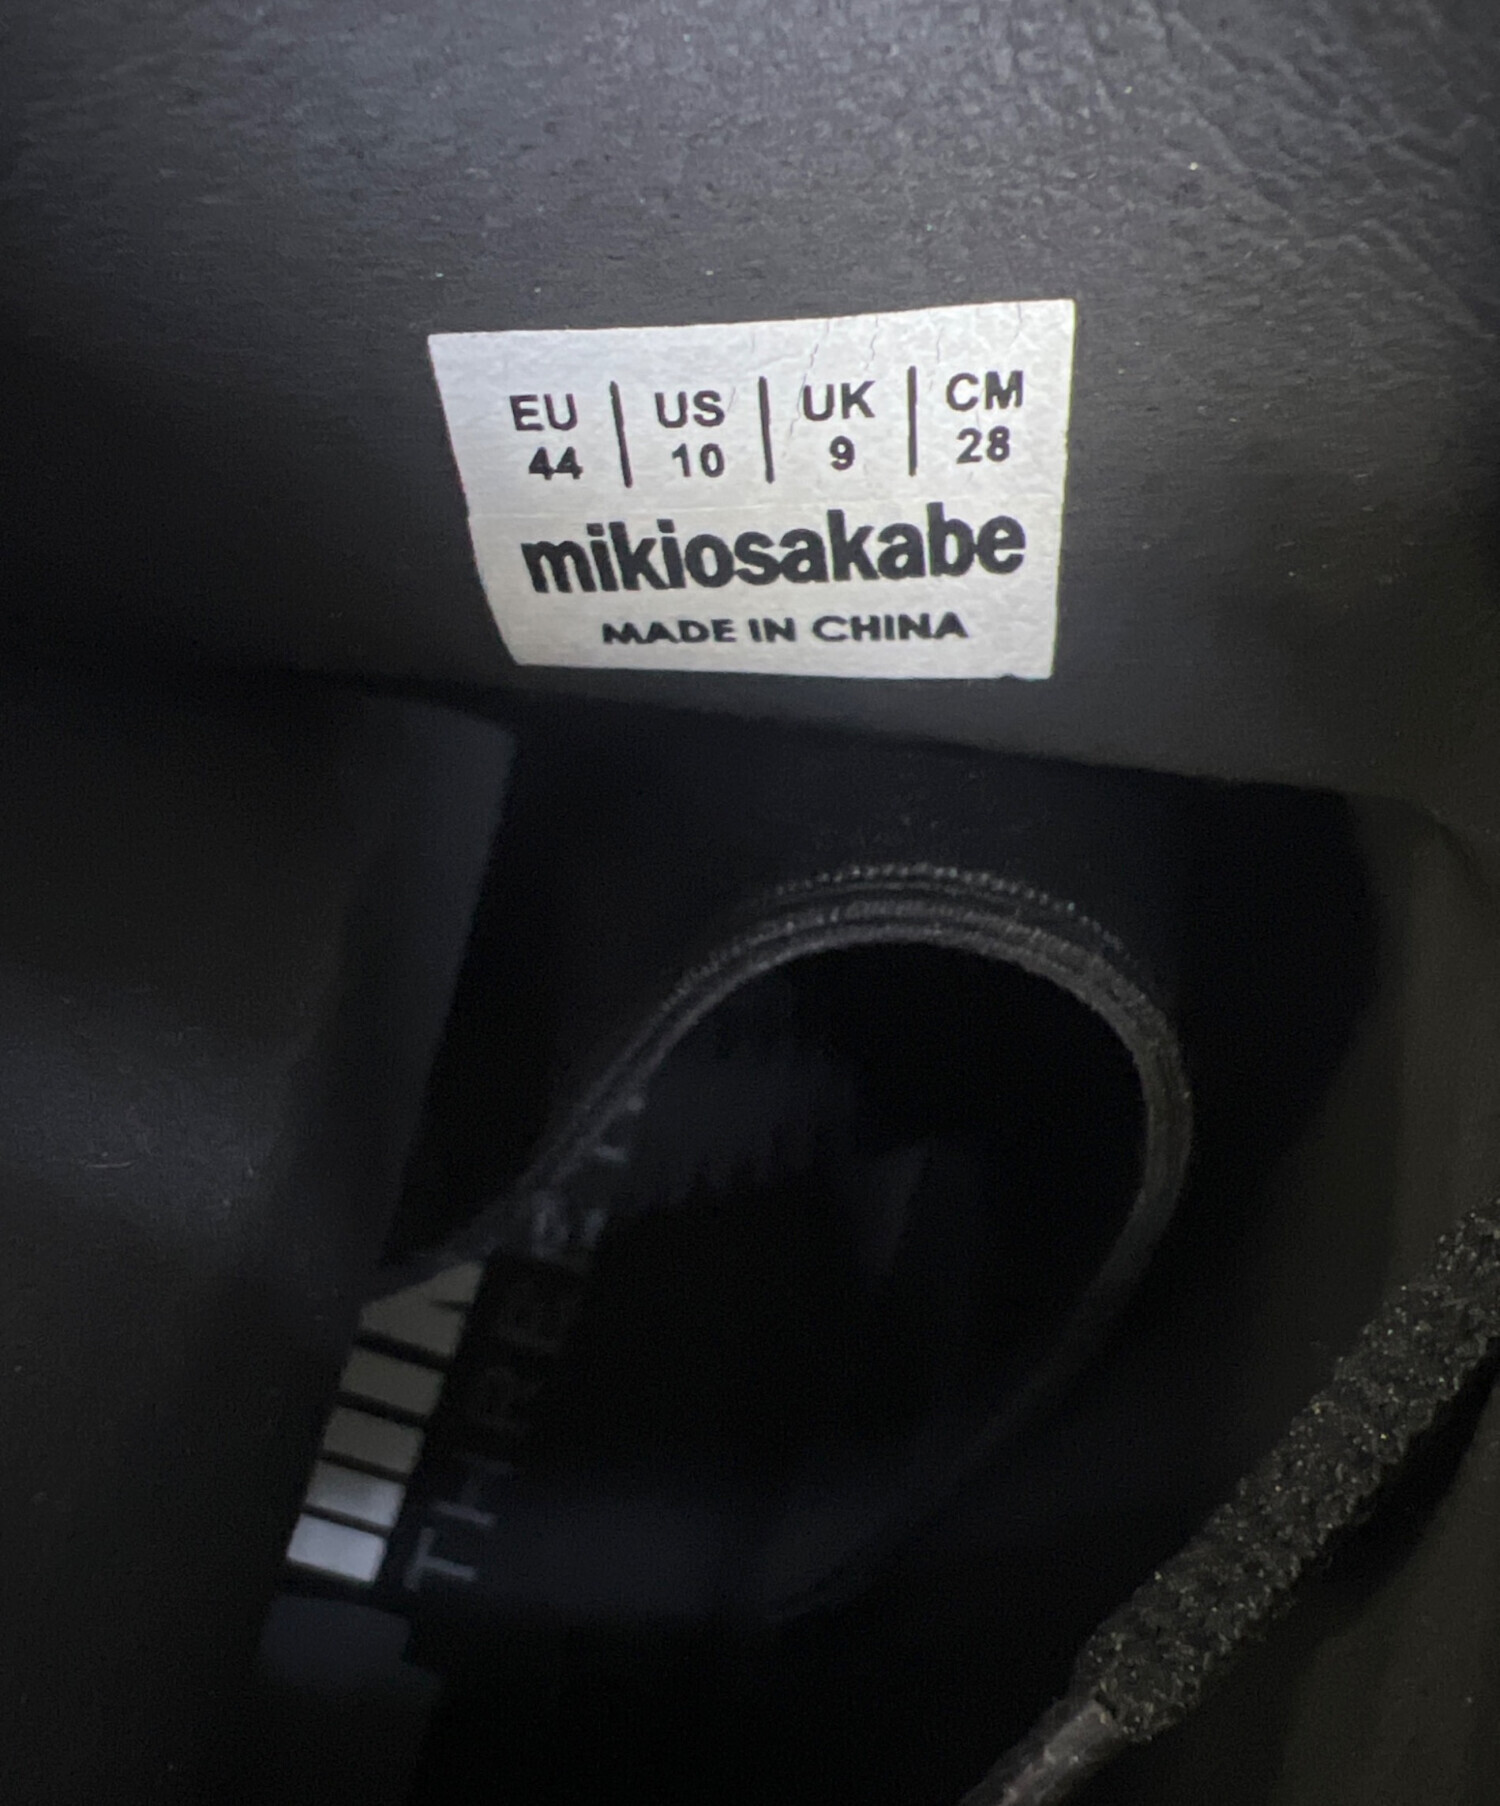 EU | US | UK | CM
44 | 10 | 9 | 28
mikiosakabe
MADE IN CHINA